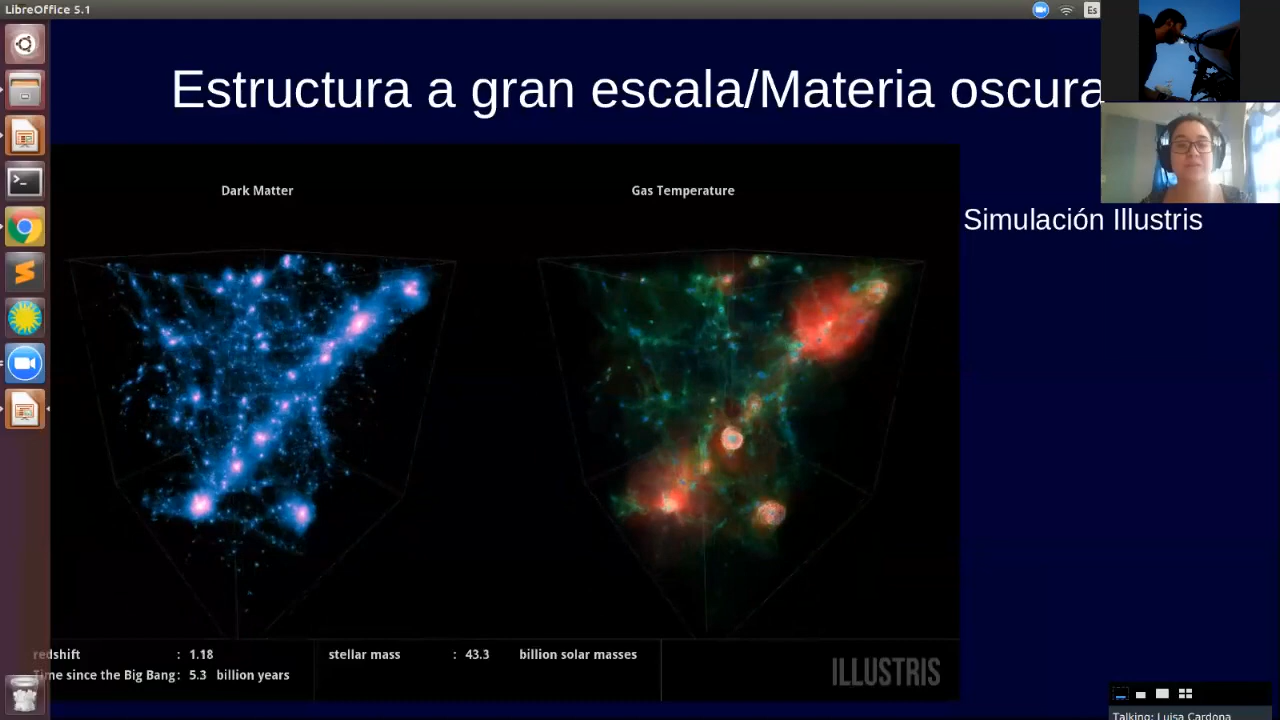 LibreOffice 5.1
Es
Estructura a gran escala/Materia oscura
Dark Matter
Gas Temperature
Simulación Illustris
redshift : 1.18
Time since the Big Bang : 5.3 billion years
stellar mass : 43.3 billion solar masses
ILLUSTRIS
Talking: Luisa Cardona